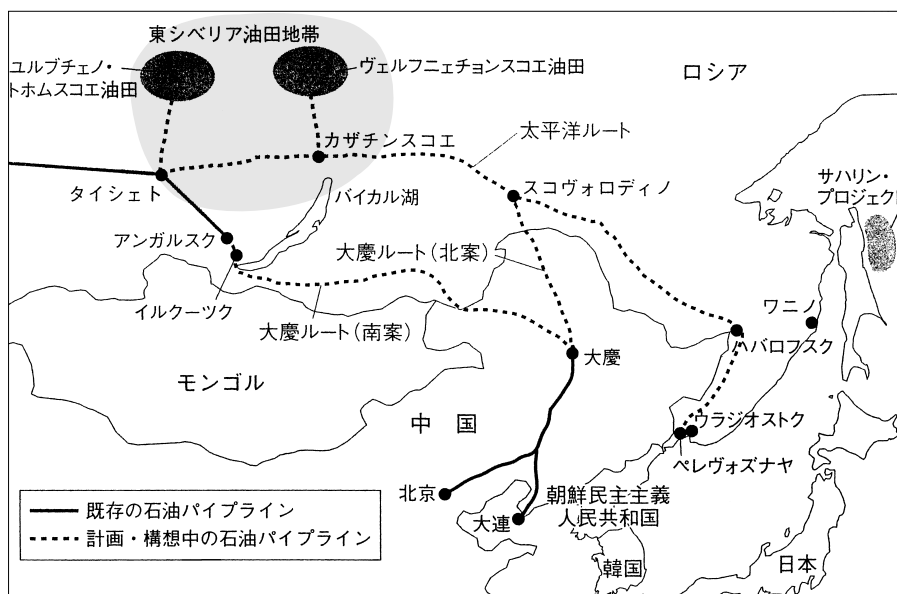 東シベリア油田地帯
ユルブチェノ・
トホムスコエ油田
ヴェルフニェチョンスコエ油田
ロシア
カザチンスコエ
太平洋ルート
タイシェト
バイカル湖
スコヴォロディノ
サハリン・
プロジェクト
アンガルスク
大慶ルート(北案)
イルクーツク
大慶ルート(南案)
ワニノ
ハバロフスク
大慶
モンゴル
中国
ウラジオストク
ペレヴォズナヤ
北京
大連
朝鮮民主主義
人民共和国
韓国
日本
既存の石油パイプライン
計画・構想中の石油パイプライン